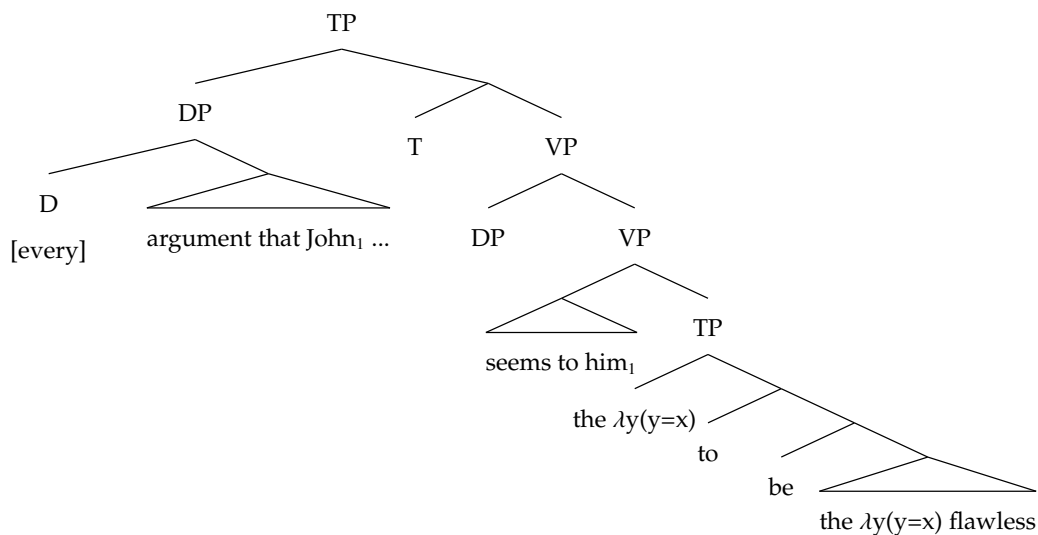 TP
DP
T
VP
D
[every]
argument that John₁ ...
DP
VP
seems to him₁
TP
the λy(y=x)
to
be
the λy(y=x) flawless